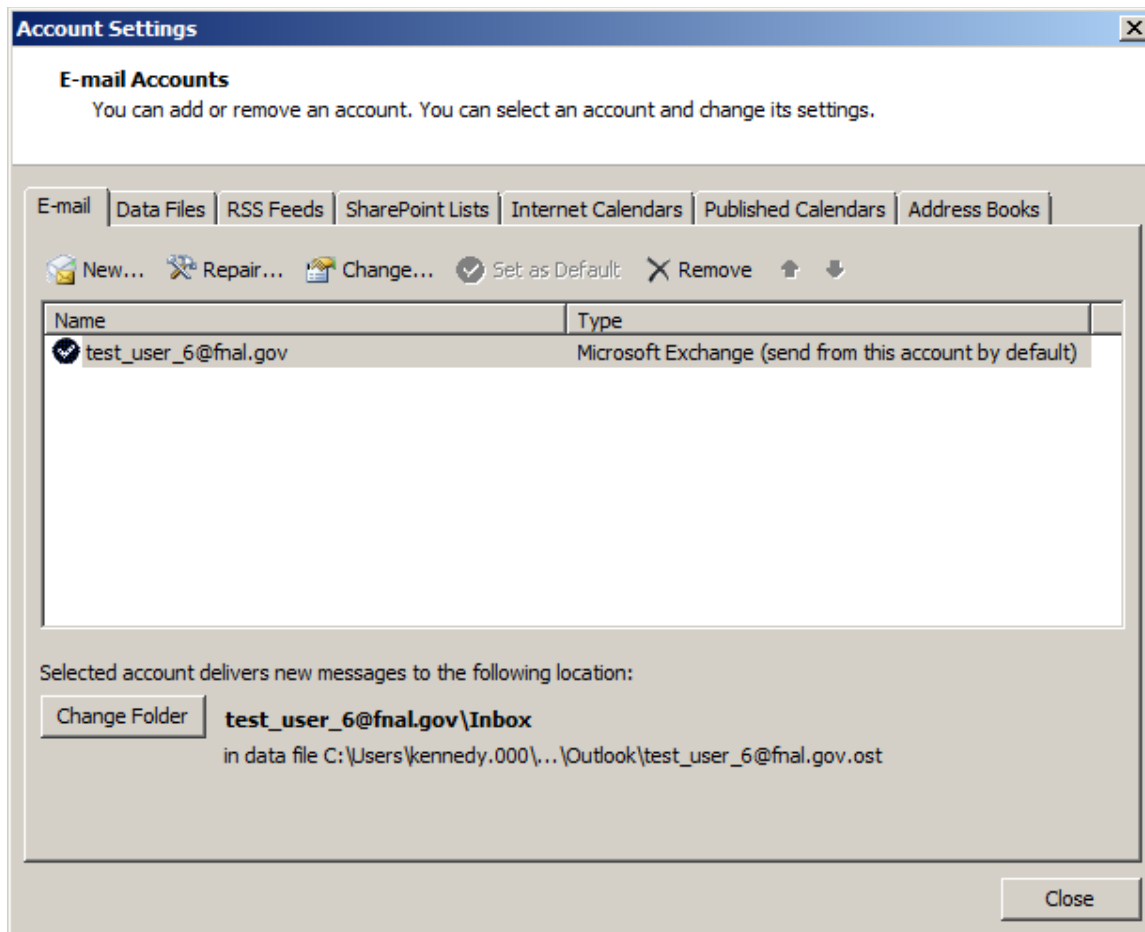 Account Settings
E-mail Accounts
You can add or remove an account. You can select an account and change its settings.
E-mail Data Files RSS Feeds SharePoint Lists Internet Calendars Published Calendars Address Books
New... Repair... Change... Set as Default Remove
Name Type
test_user_6@fnal.gov Microsoft Exchange (send from this account by default)
Selected account delivers new messages to the following location:
Change Folder test_user_6@fnal.gov\Inbox
in data file C:\Users\kennedy.000\...\Outlook\test_user_6@fnal.gov.ost
Close